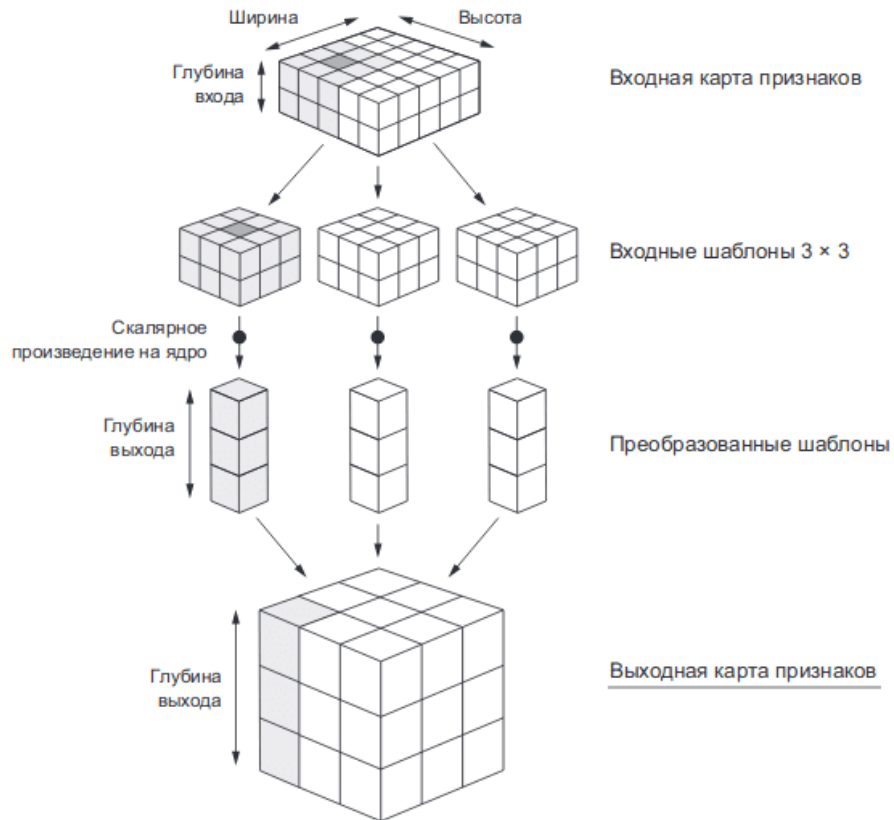 Ширина
Высота
Глубина
входа
Входная карта признаков
Входные шаблоны 3 × 3
Скалярное
произведение на ядро
Глубина
выхода
Преобразованные шаблоны
Глубина
выхода
Выходная карта признаков